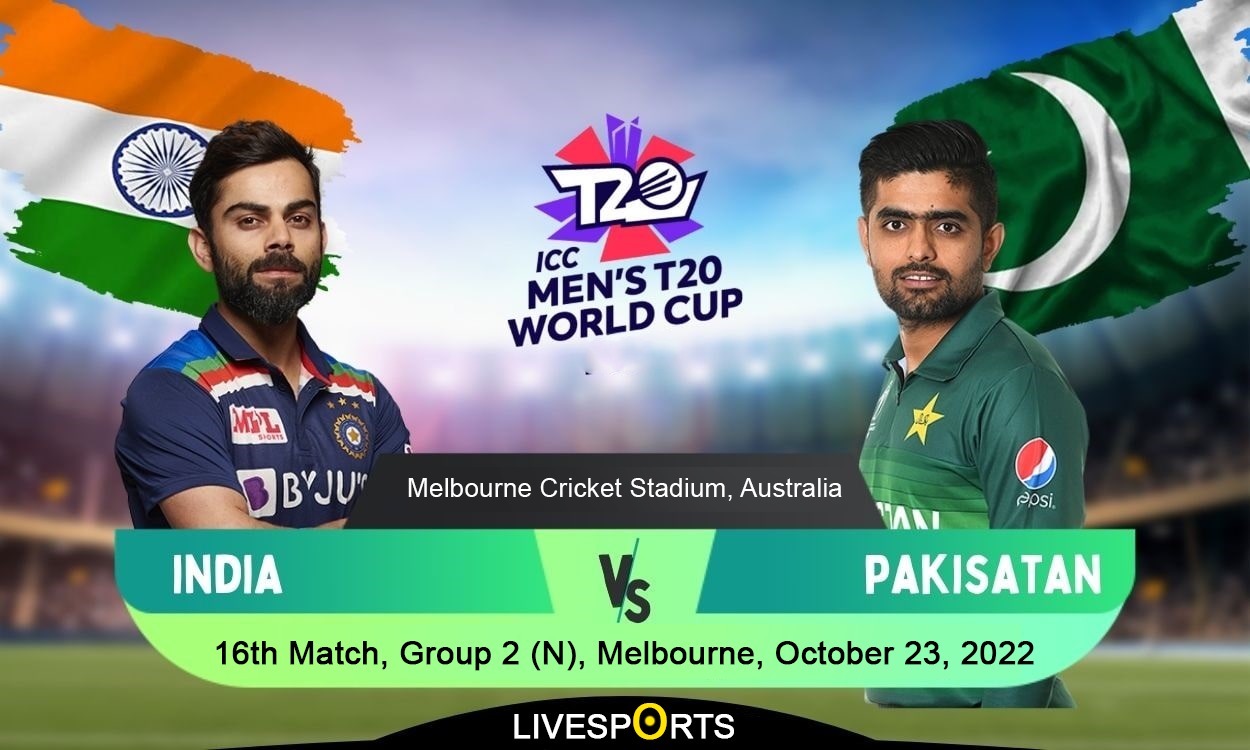 T20
ICC
MEN'S T20
WORLD CUP
MPL
SPORTS
BYJU'S
pepsi
Melbourne Cricket Stadium, Australia
INDIA
VS
PAKISATAN
16th Match, Group 2 (N), Melbourne, October 23, 2022
LIVESPORTS